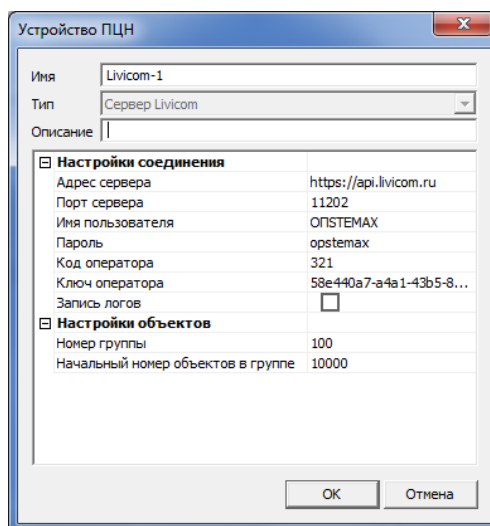 Устройство ПЦН
Имя Livicom-1
Тип Сервер Livicom
Описание
Настройки соединения
Адрес сервера https://api.livicom.ru
Порт сервера 11202
Имя пользователя ОПSTEMAX
Пароль opstemax
Код оператора 321
Ключ оператора 58e440a7-a4a1-43b5-8...
Запись логов
Настройки объектов
Номер группы 100
Начальный номер объектов в группе 10000
OK Отмена